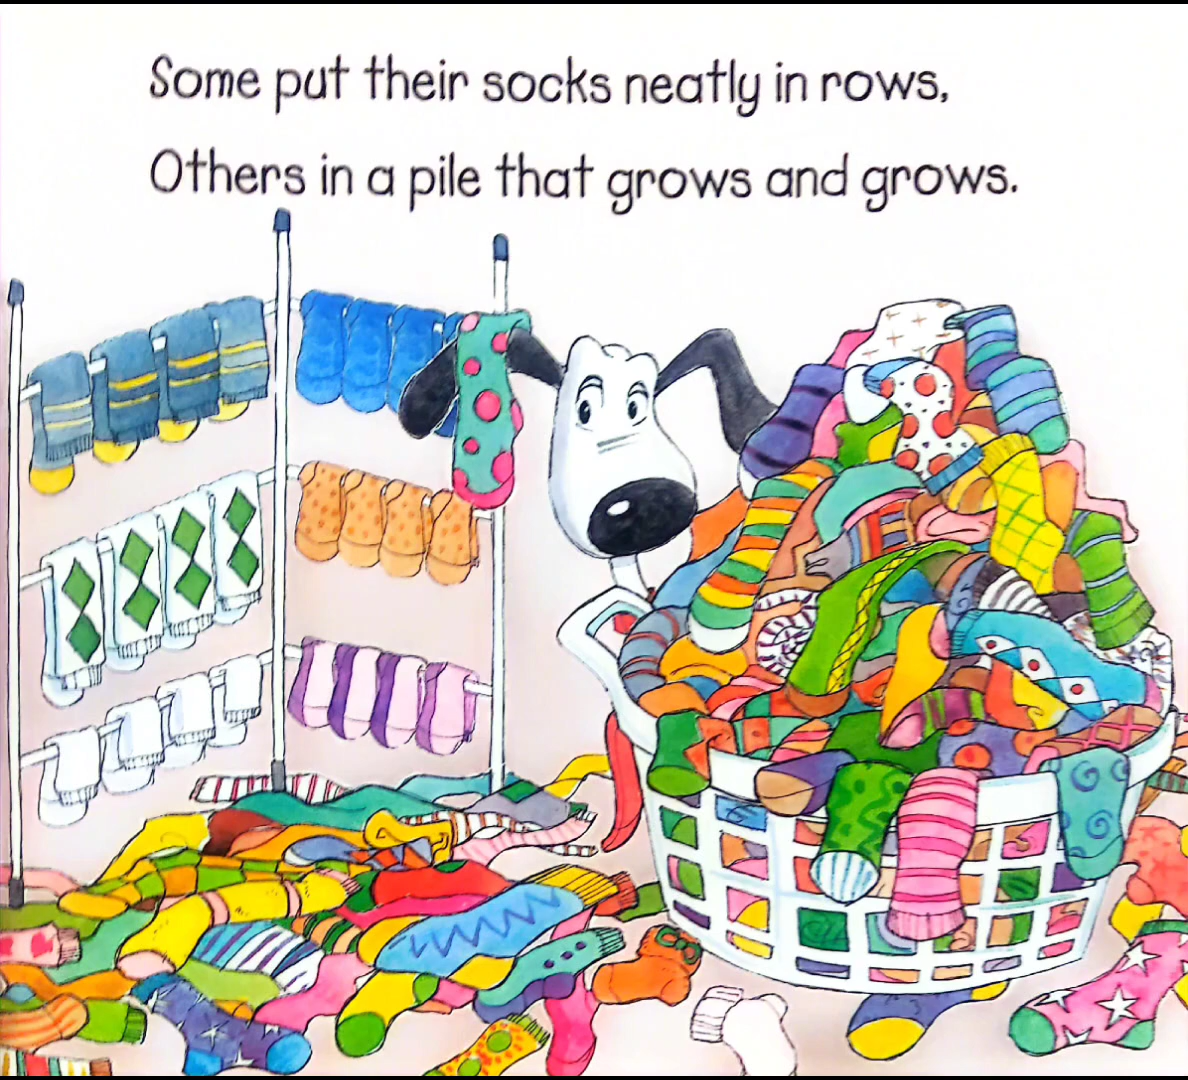 Some put their socks neatly in rows,
Others in a pile that grows and grows.